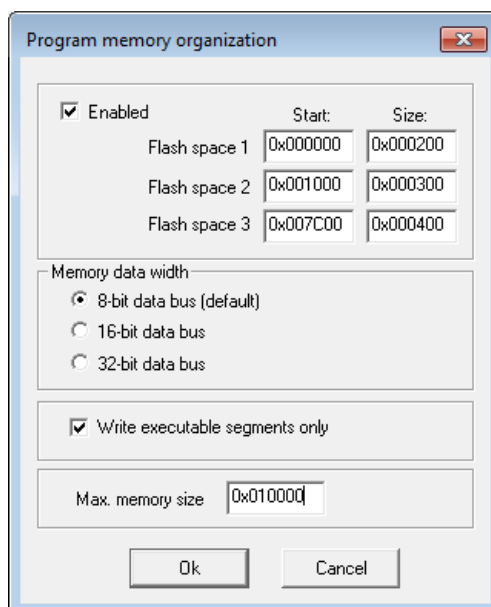 Program memory organization
Enabled Start: Size:
Flash space 1 0x000000 0x000200
Flash space 2 0x001000 0x000300
Flash space 3 0x007C00 0x000400
Memory data width
8-bit data bus (default)
16-bit data bus
32-bit data bus
Write executable segments only
Max. memory size 0x010000
Ok Cancel